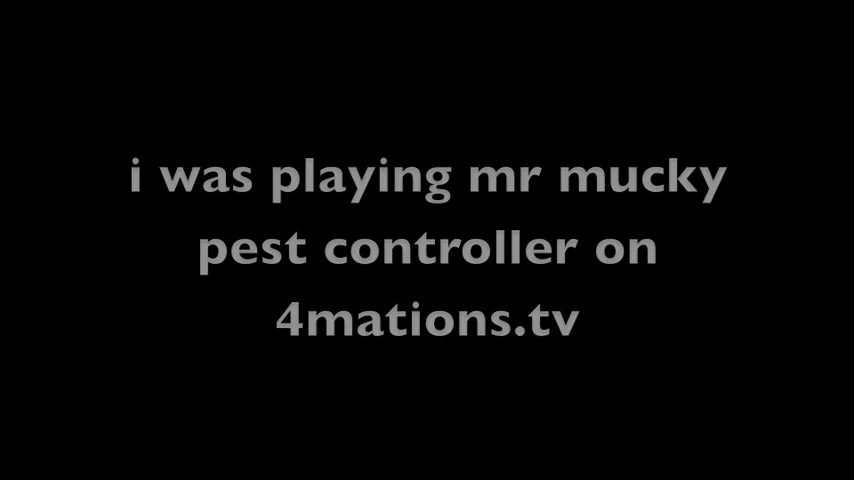 i was playing mr mucky
pest controller on
4mations.tv